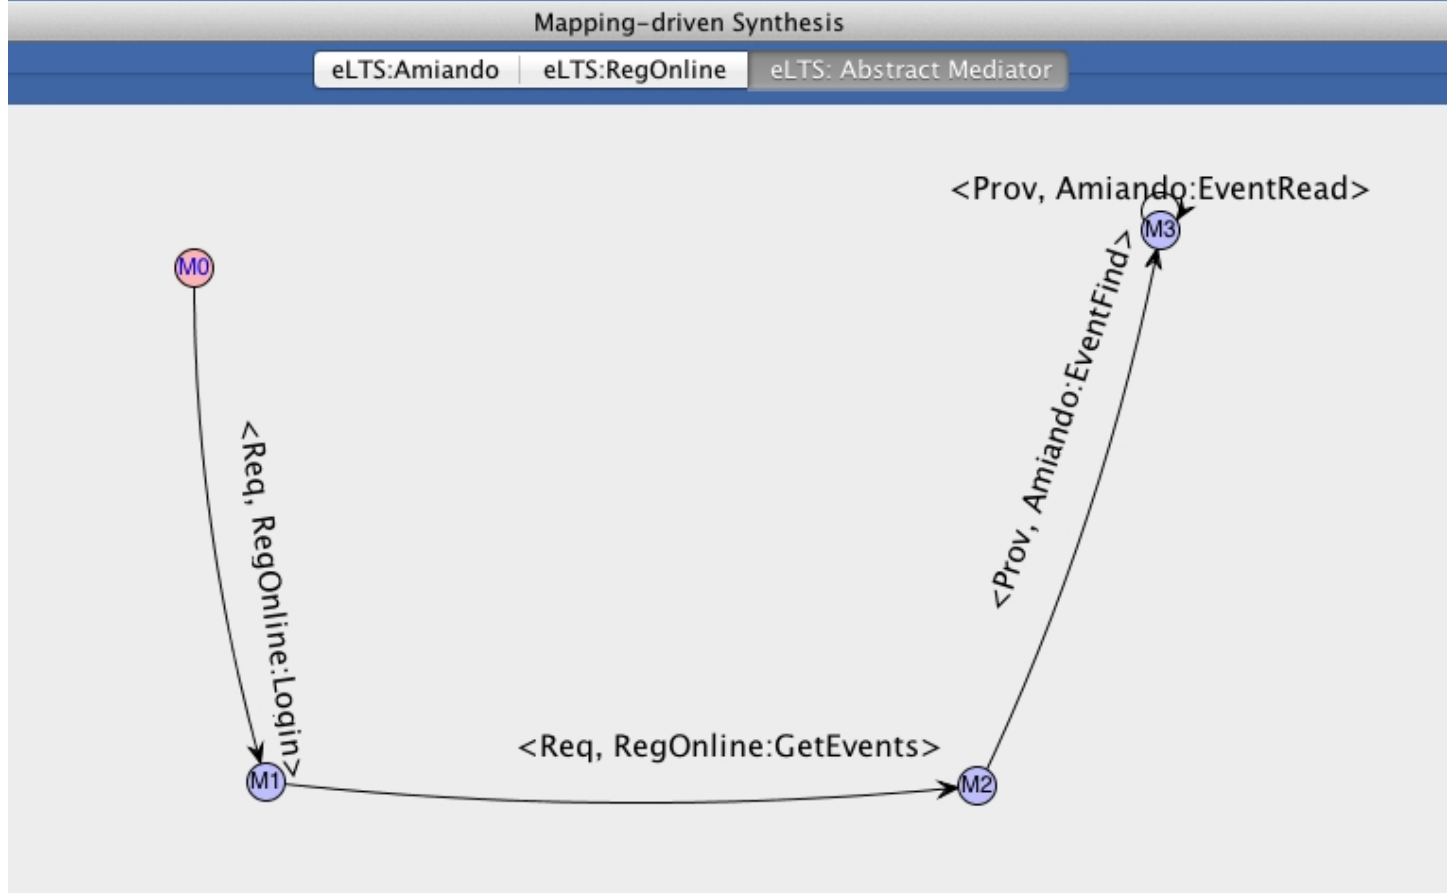 Mapping-driven Synthesis
eLTS:Amiando
eLTS:RegOnline
eLTS: Abstract Mediator
<Prov, Amiando:EventRead>
M3
M0
<Prov, Amiando:EventFind>
<Req, RegOnline:Login>
<Req, RegOnline:GetEvents>
M1
M2